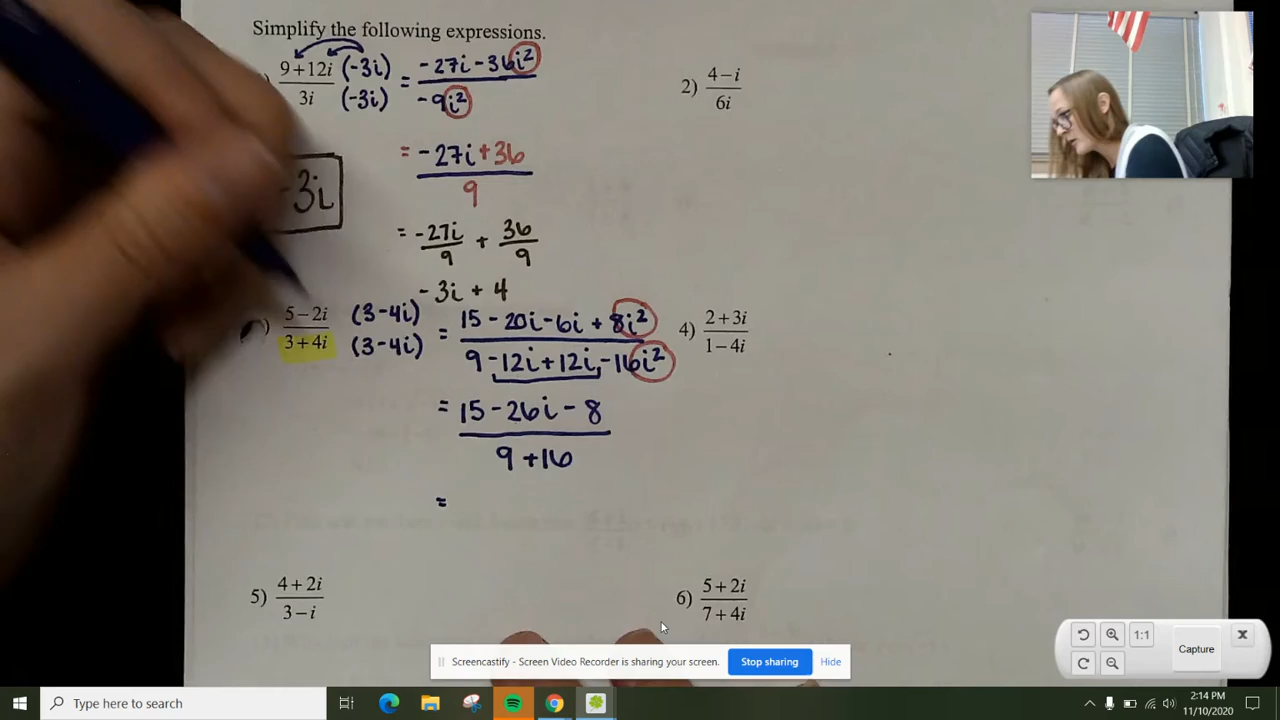 Simplify the following expressions.
9+12i (-3i) = -27i - 36i²
3i (-3i) -9i²
= -27i + 36
9
-3i
= -27i + 36
9 9
-3i + 4
2) 4-i
6i
) 5-2i (3-4i) = 15 - 20i - 6i + 8i²
3+4i (3-4i) 9 - 12i + 12i - 16i²
= 15 - 26i - 8
9 + 16
=
4) 2+3i
1-4i
5) 4+2i
3-i
6) 5+2i
7+4i
Screencastify - Screen Video Recorder is sharing your screen. Stop sharing Hide
1:1 Capture
Type here to search
2:14 PM
11/10/2020